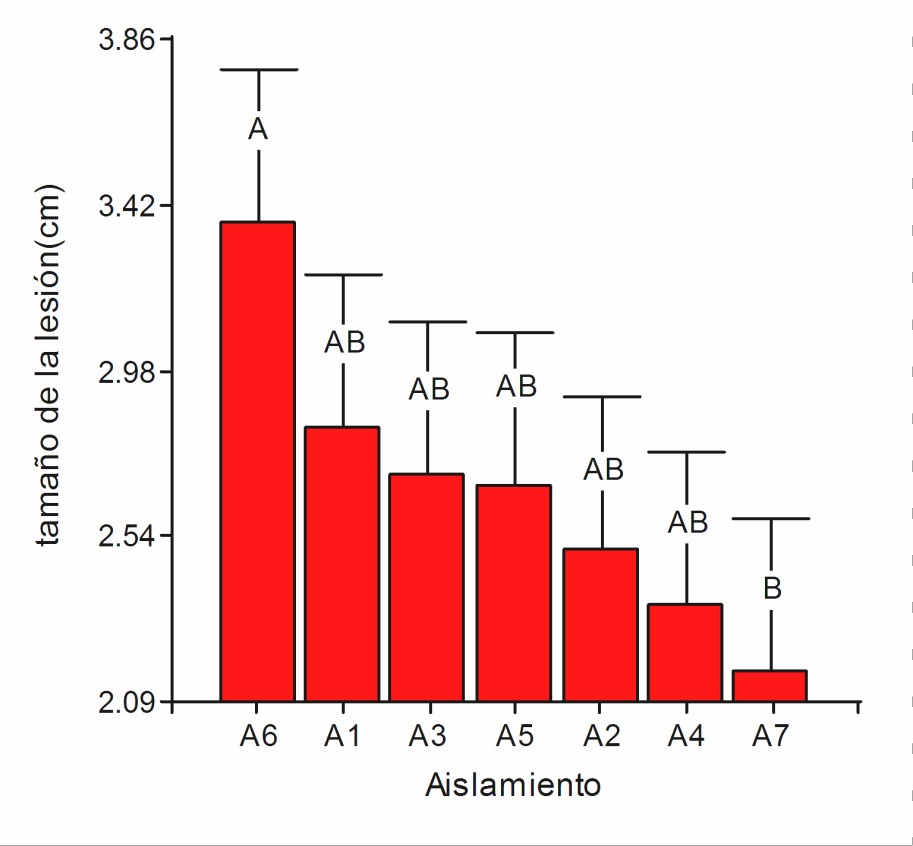 3.86
A
3.42
AB
2.98
AB
AB
AB
2.54
AB
B
2.09
A6 A1 A3 A5 A2 A4 A7
Aislamiento
tamaño de la lesión(cm)